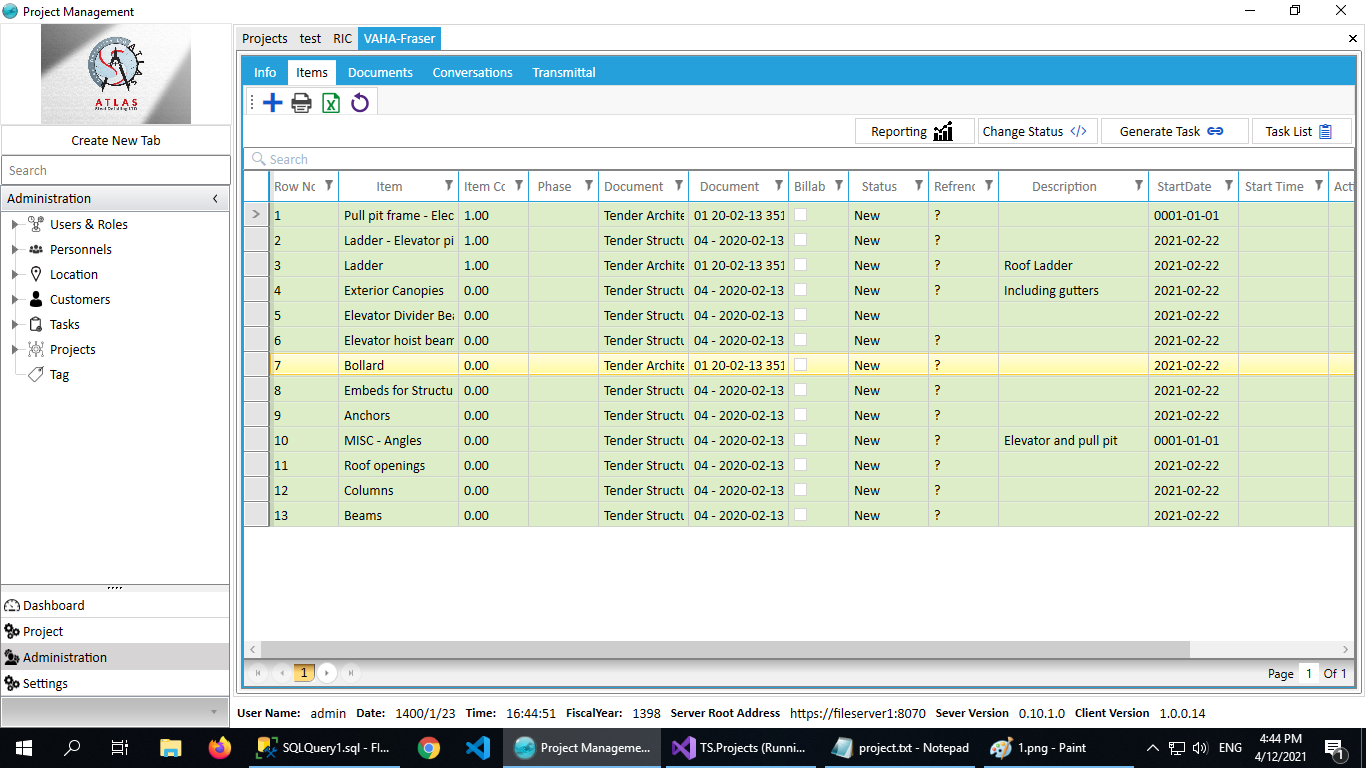 Project Management
ATLAS
Create New Tab
Search
Administration
Users & Roles
Personnels
Location
Customers
Tasks
Projects
Tag
Dashboard
Project
Administration
Settings
Projects test RIC VAHA-Fraser
Info Items Documents Conversations Transmittal
Reporting Change Status </> Generate Task Task List
Search
Row No Item Item Co Phase Document Document Billab Status Refrenc Description StartDate Start Time Acti
1 Pull pit frame - Elec 1.00 Tender Archite 01 20-02-13 351 New ? 0001-01-01
2 Ladder - Elevator pi 1.00 Tender Structu 04 - 2020-02-13 New ? 2021-02-22
3 Ladder 1.00 Tender Archite 01 20-02-13 351 New ? Roof Ladder 2021-02-22
4 Exterior Canopies 0.00 Tender Structu 04 - 2020-02-13 New ? Including gutters 2021-02-22
5 Elevator Divider Bea 0.00 Tender Structu 04 - 2020-02-13 New 2021-02-22
6 Elevator hoist beam 0.00 Tender Structu 04 - 2020-02-13 New ? 2021-02-22
7 Bollard 0.00 Tender Archite 01 20-02-13 351 New ? 2021-02-22
8 Embeds for Structu 0.00 Tender Structu 04 - 2020-02-13 New ? 2021-02-22
9 Anchors 0.00 Tender Structu 04 - 2020-02-13 New ? 2021-02-22
10 MISC - Angles 0.00 Tender Structu 04 - 2020-02-13 New ? Elevator and pull pit 0001-01-01
11 Roof openings 0.00 Tender Structu 04 - 2020-02-13 New ? 2021-02-22
12 Columns 0.00 Tender Structu 04 - 2020-02-13 New ? 2021-02-22
13 Beams 0.00 Tender Structu 04 - 2020-02-13 New ? 2021-02-22
1 Page 1 Of 1
User Name: admin Date: 1400/1/23 Time: 16:44:51 FiscalYear: 1398 Server Root Address https://fileserver1:8070 Sever Version 0.10.1.0 Client Version 1.0.0.14
SQLQuery1.sql - Fl... Project Manageme... TS.Projects (Runni... project.txt - Notepad 1.png - Paint ENG 4:44 PM
4/12/2021 1